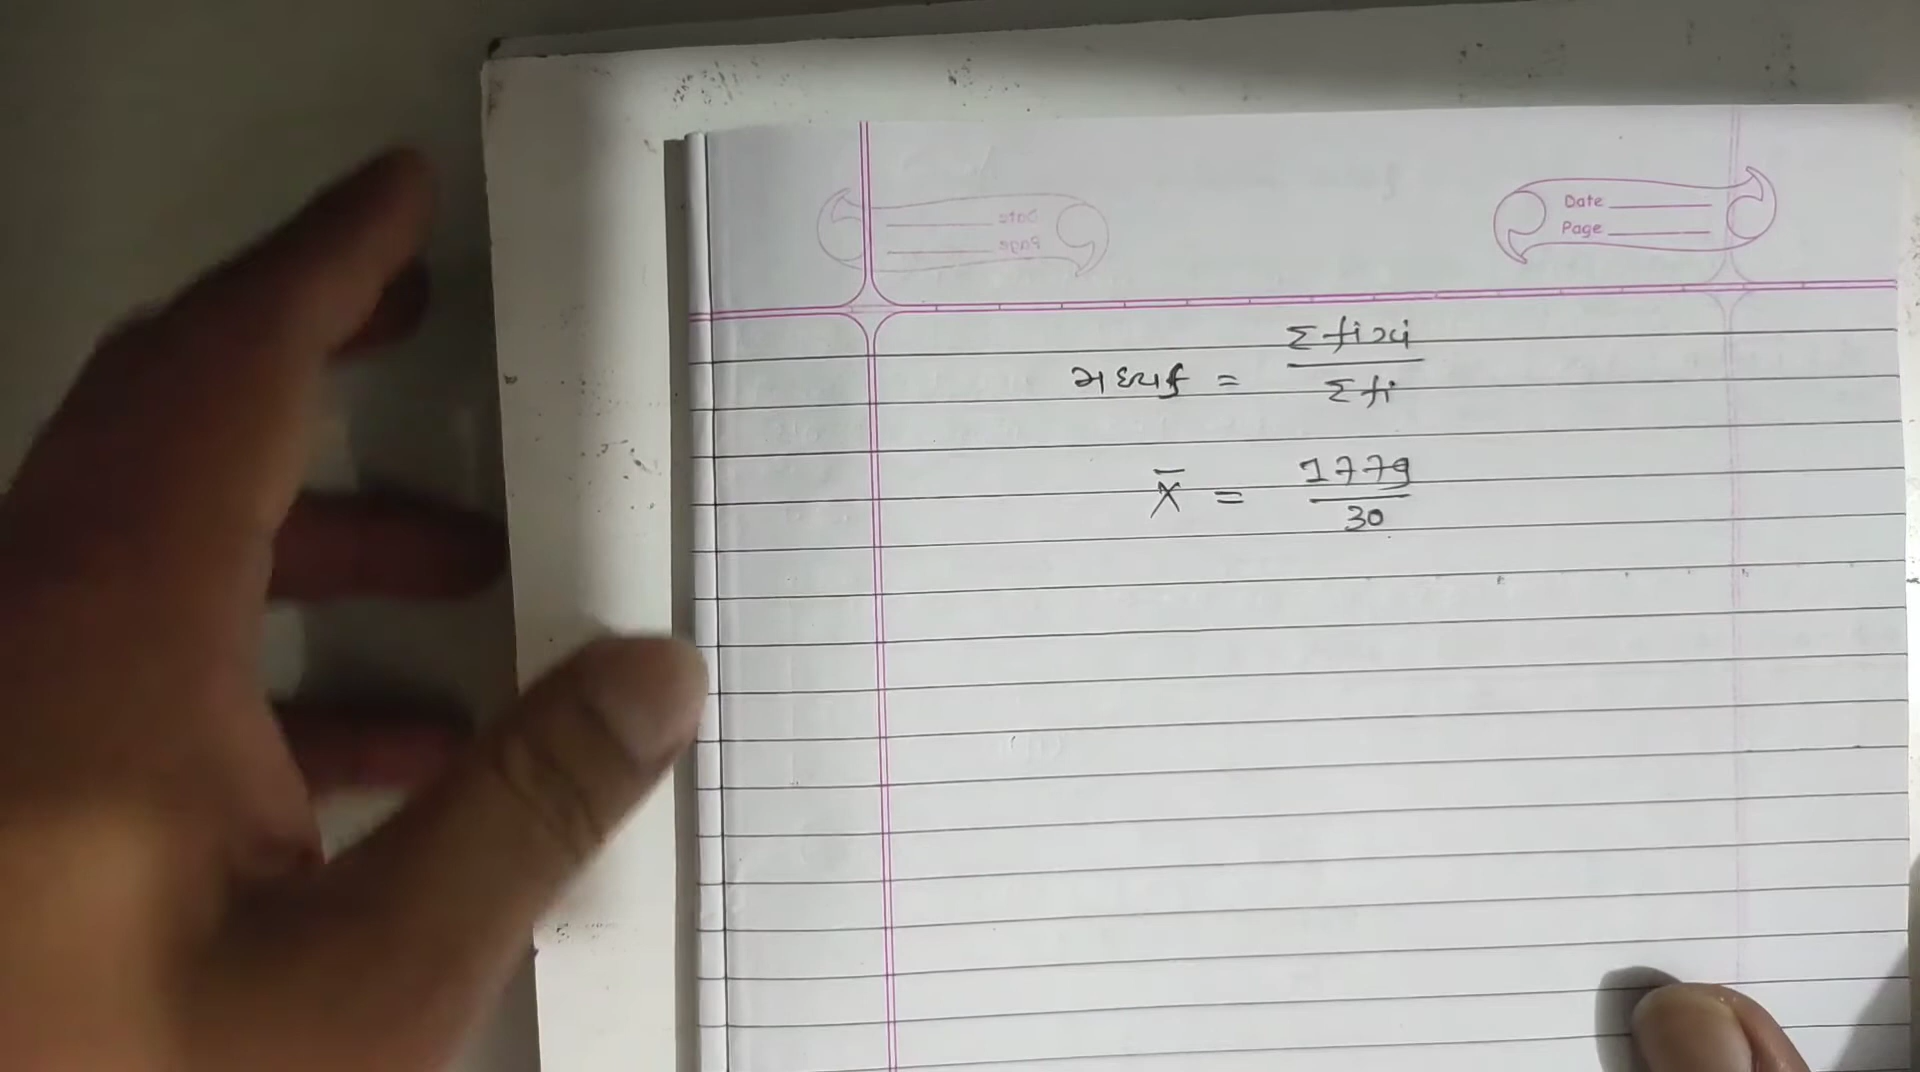 Date
Page
મધ્યક = Σfixi / Σfi
X̄ = 1779 / 30